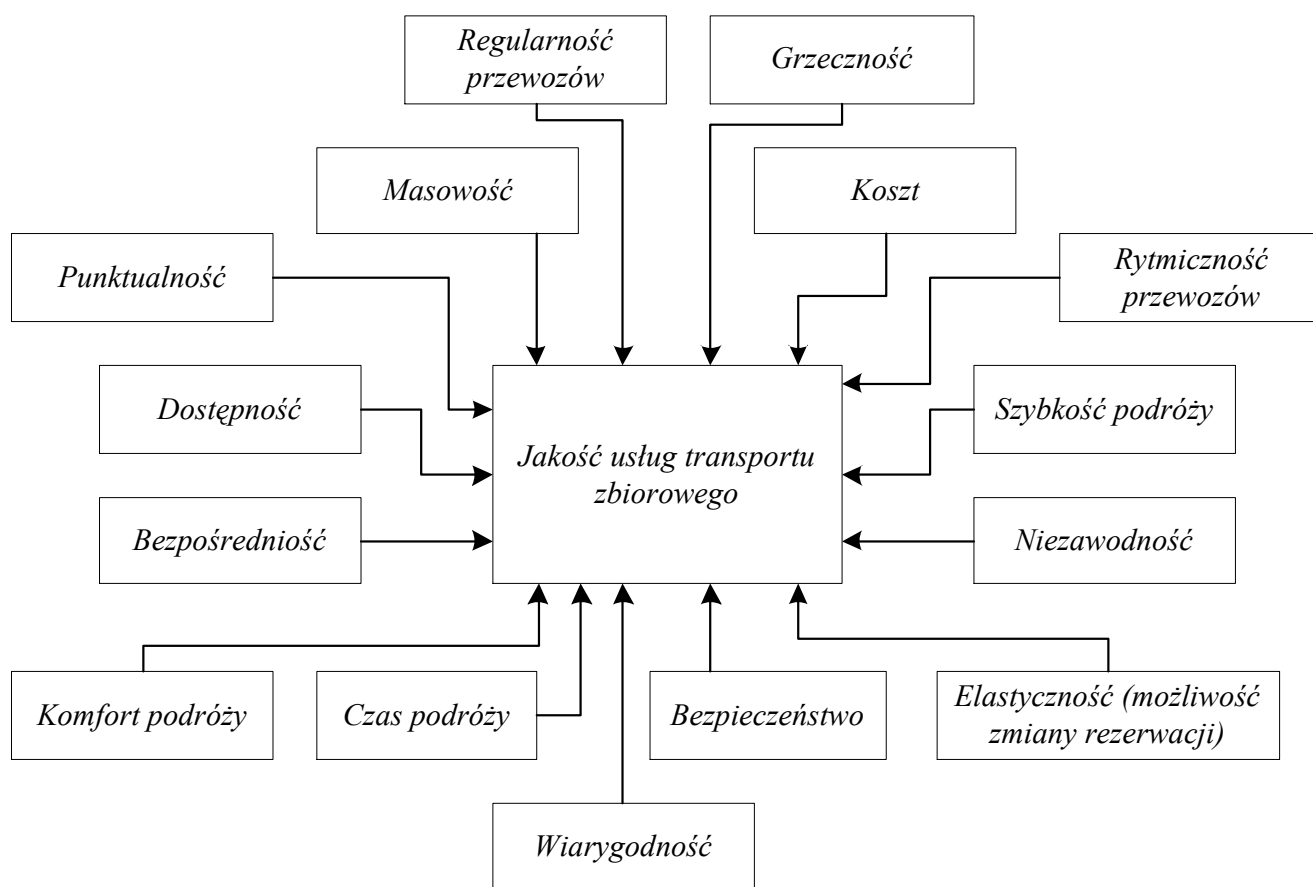 Regularność
przewozów
Grzeczność
Masowość
Koszt
Punktualność
Rytmiczność
przewozów
Dostępność
Szybkość podróży
Jakość usług transportu
zbiorowego
Bezpośredniość
Niezawodność
Komfort podróży
Czas podróży
Bezpieczeństwo
Elastyczność (możliwość
zmiany rezerwacji)
Wiarygodność